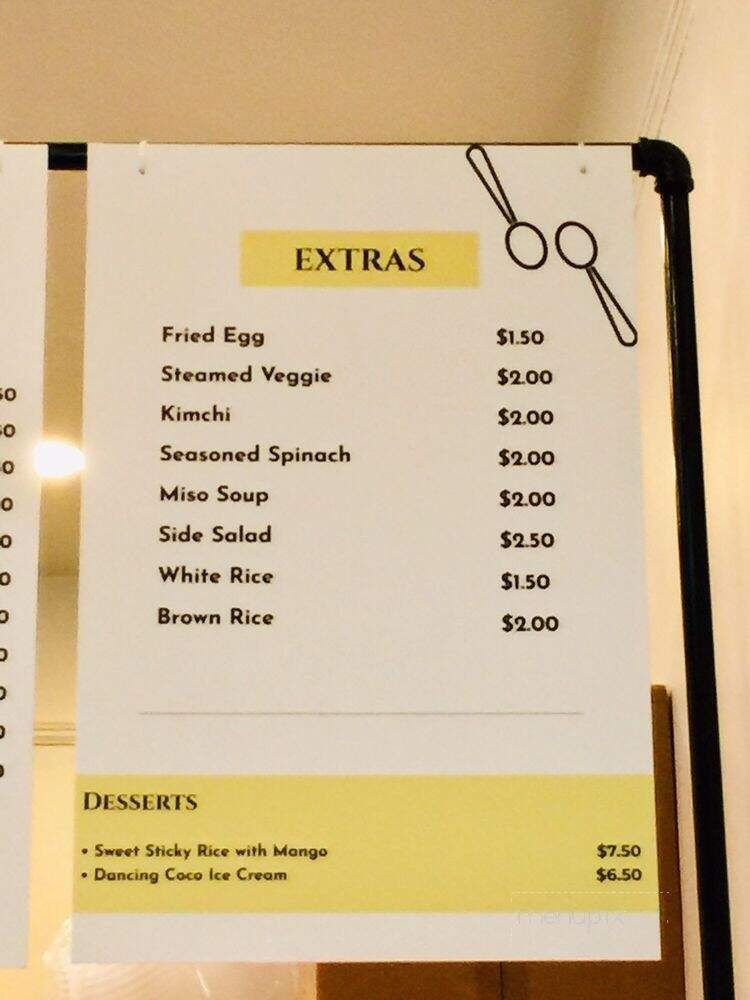 EXTRAS
Fried Egg $1.50
Steamed Veggie $2.00
Kimchi $2.00
Seasoned Spinach $2.00
Miso Soup $2.00
Side Salad $2.50
White Rice $1.50
Brown Rice $2.00
DESSERTS
• Sweet Sticky Rice with Mango $7.50
• Dancing Coco Ice Cream $6.50
menupix